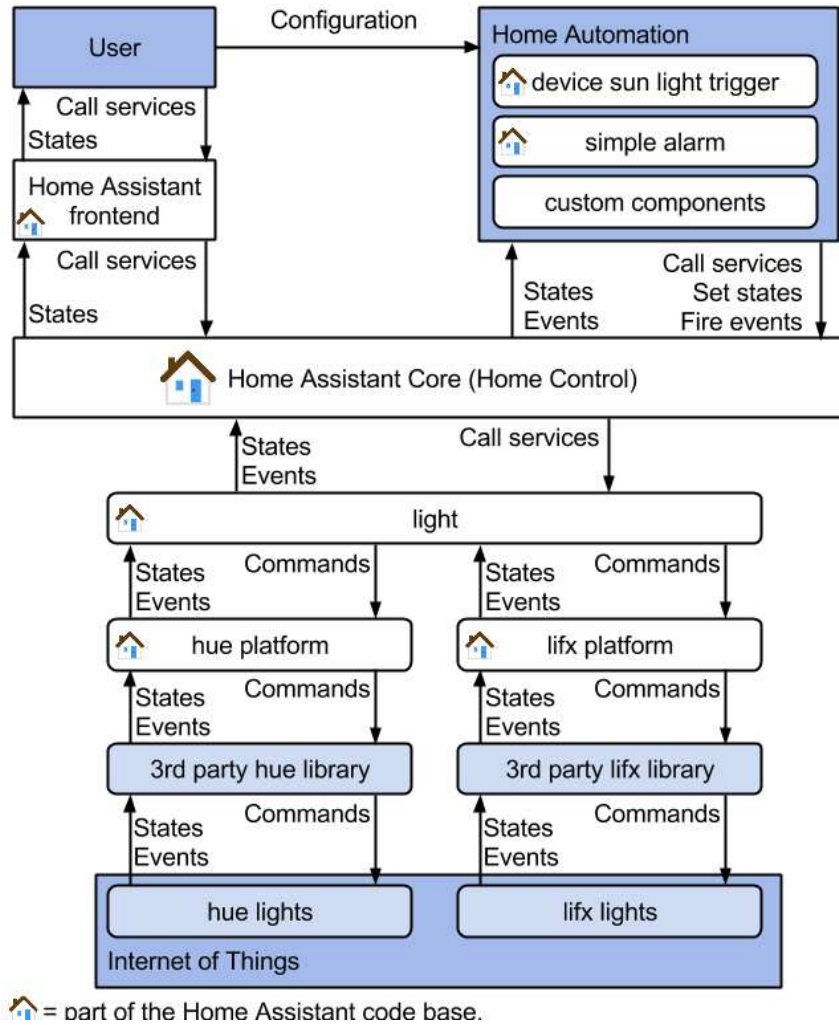 User
Configuration
Home Automation
device sun light trigger
simple alarm
custom components
Call services
States
Home Assistant
frontend
Call services
States
States
Events
Call services
Set states
Fire events
Home Assistant Core (Home Control)
States
Events
Call services
light
States
Events
Commands
States
Events
Commands
hue platform
lifx platform
States
Events
Commands
States
Events
Commands
3rd party hue library
3rd party lifx library
States
Events
Commands
States
Events
Commands
hue lights
lifx lights
Internet of Things
= part of the Home Assistant code base.